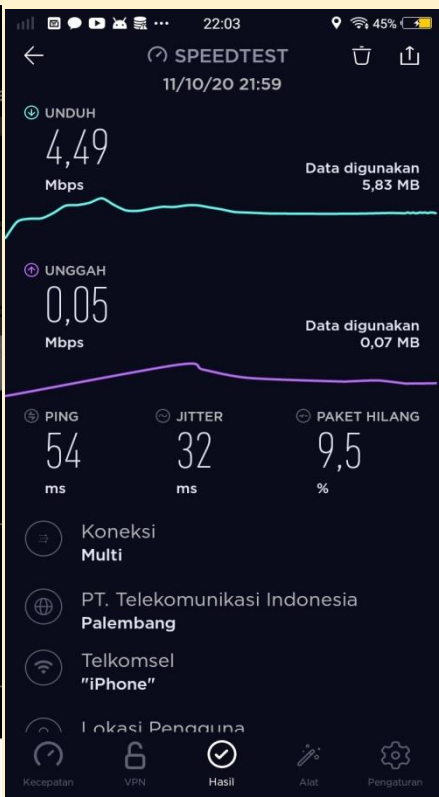 22:03
45%
SPEEDTEST
11/10/20 21:59
UNDUH
4,49
Mbps
Data digunakan
5,83 MB
UNGGAH
0,05
Mbps
Data digunakan
0,07 MB
PING
54
ms
JITTER
32
ms
PAKET HILANG
9,5
%
Koneksi
Multi
PT. Telekomunikasi Indonesia
Palembang
Telkomsel
"iPhone"
Lokasi Pengguna
Kecepatan
VPN
Hasil
Alat
Pengaturan